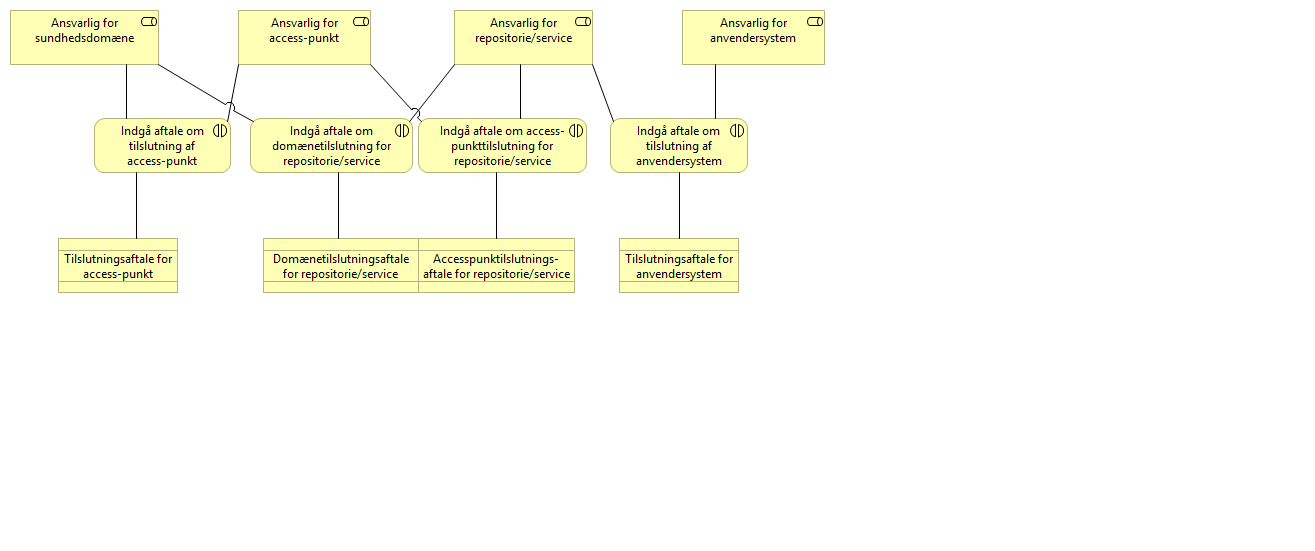 Ansvarlig for
sundhedsdomæne
Ansvarlig for
access-punkt
Ansvarlig for
repositorie/service
Ansvarlig for
anvendersystem
Indgå aftale om
tilslutning af
access-punkt
Indgå aftale om
domænetilslutning for
repositorie/service
Indgå aftale om access-
punkttilslutning for
repositorie/service
Indgå aftale om
tilslutning af
anvendersystem
Tilslutningsaftale for
access-punkt
Domænetilslutningsaftale
for repositorie/service
Accesspunktilslutnings-
aftale for repositorie/service
Tilslutningsaftale for
anvendersystem